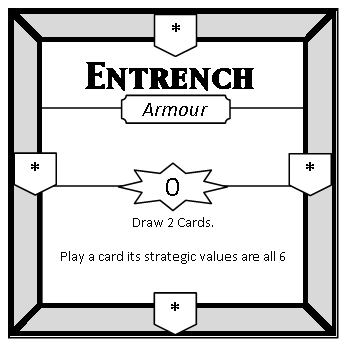 *
ENTRENCH
Armour
* *
0
Draw 2 Cards.
Play a card its strategic values are all 6
*